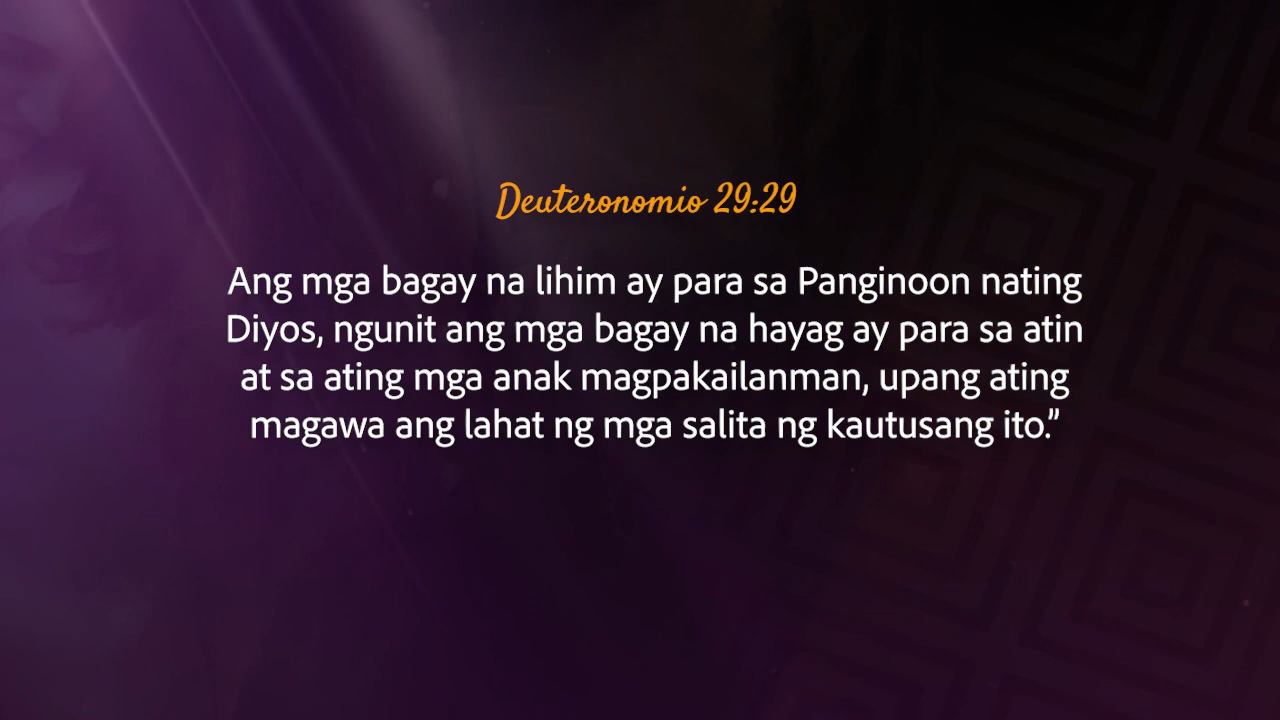 Deuteronomio 29:29
Ang mga bagay na lihim ay para sa Panginoon nating
Diyos, ngunit ang mga bagay na hayag ay para sa atin
at sa ating mga anak magpakailanman, upang ating
magawa ang lahat ng mga salita ng kautusang ito.”